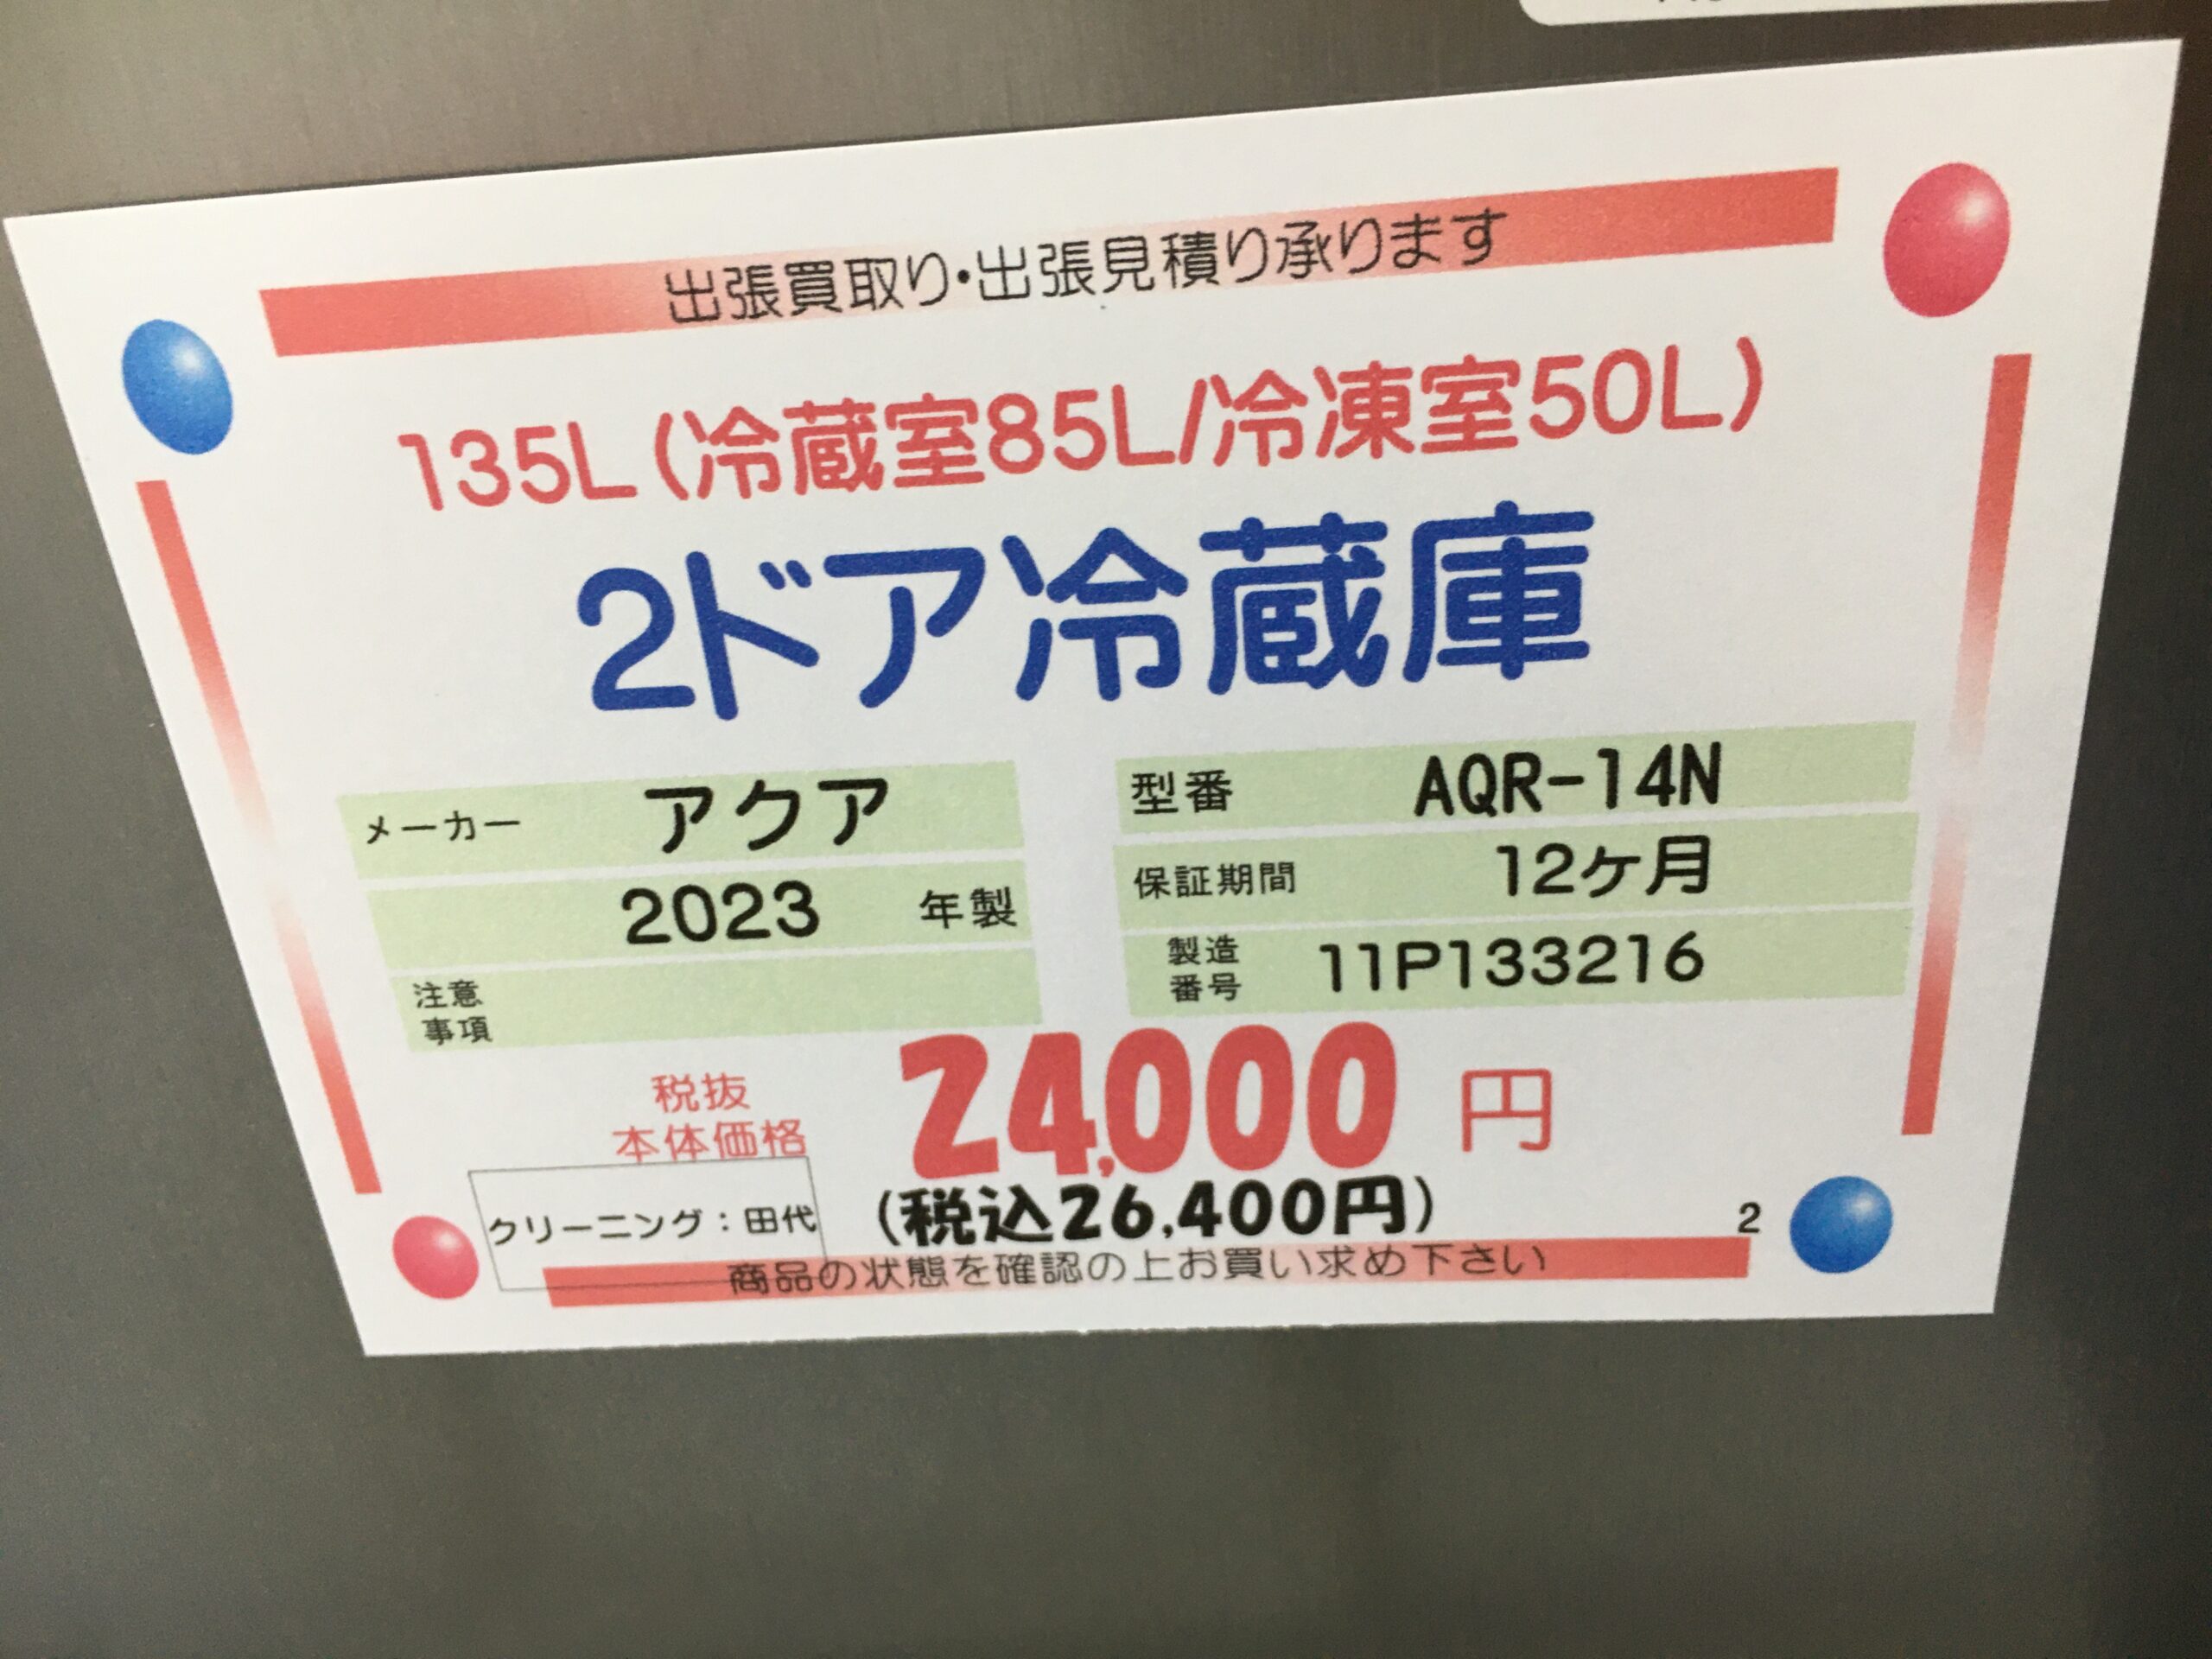 出張買取り・出張見積り承ります
135L(冷蔵室85L/冷凍室50L)
2ドア冷蔵庫
メーカー アクア
型番 AQR-14N
2023 年製
保証期間 12ケ月
注意
事項
製造
番号 11P133216
税抜
本体価格 24,000 円
クリーニング：田代 (税込26,400円) 2
商品の状態を確認の上お買い求め下さい